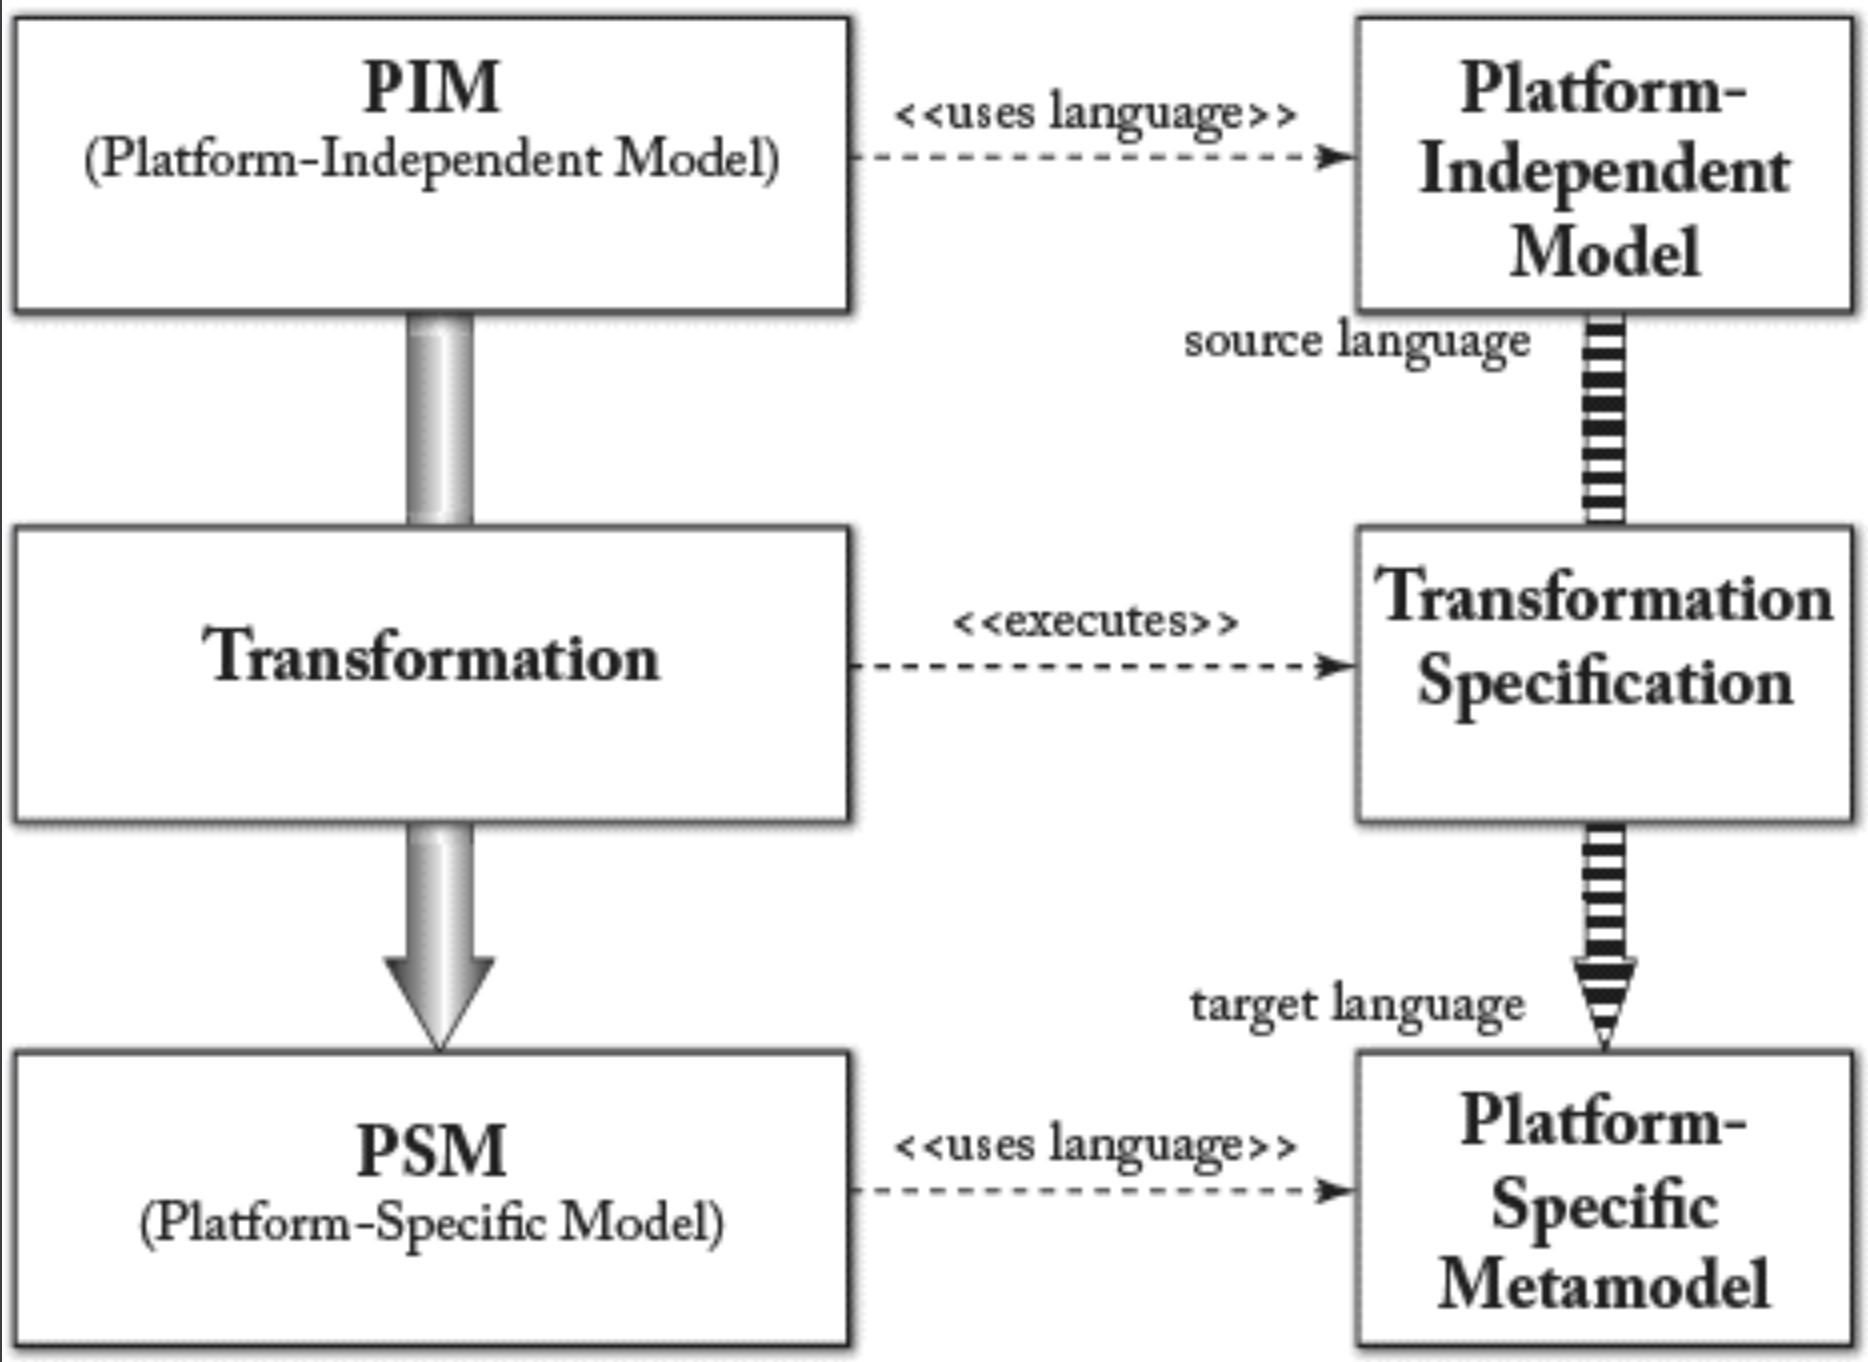 PIM
(Platform-Independent Model)
<<uses language>>
Platform-
Independent
Model
source language
Transformation
<<executes>>
Transformation
Specification
target language
PSM
(Platform-Specific Model)
<<uses language>>
Platform-
Specific
Metamodel